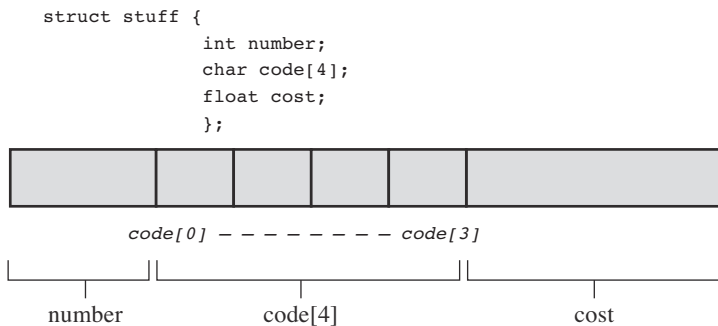 struct stuff {
int number;
char code[4];
float cost;
};
code[0] — — — — — — — — code[3]
number code[4] cost